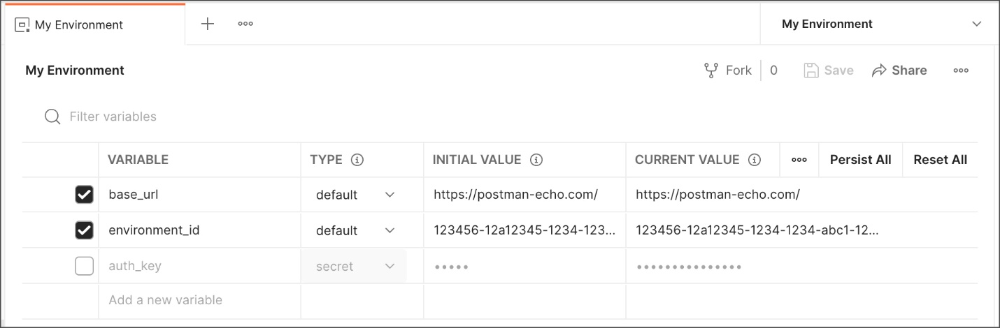 My Environment My Environment
My Environment Fork 0 Save Share
Filter variables
VARIABLE TYPE INITIAL VALUE CURRENT VALUE Persist All Reset All
base_url default https://postman-echo.com/ https://postman-echo.com/
environment_id default 123456-12a12345-1234-123... 123456-12a12345-1234-1234-abc1-12...
auth_key secret ••••• •••••••••••••••
Add a new variable